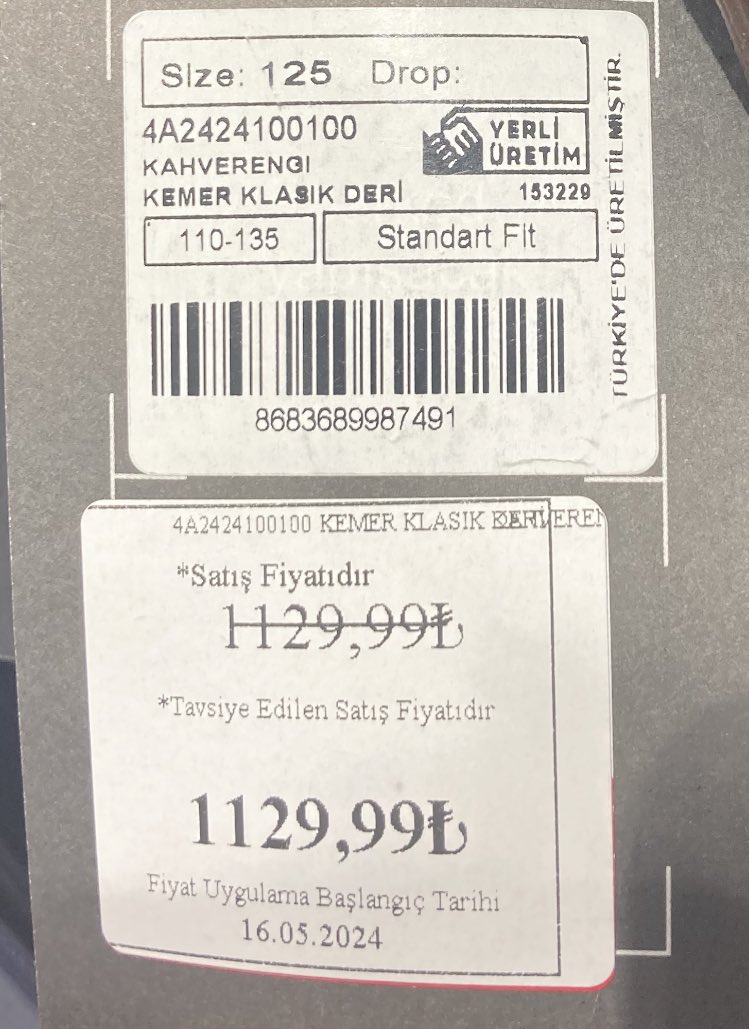 Size: 125 Drop:
4A2424100100
YERLİ
ÜRETİM
KAHVERENGI
KEMER KLASIK DERİ 153229
110-135 Standart Fit
TÜRKİYE'DE ÜRETİLMİŞTİR.
8683689987491
4A2424100100 KEMER KLASIK
*Satış Fiyatıdır
1129,99₺
*Tavsiye Edilen Satış Fiyatıdır
1129,99₺
Fiyat Uygulama Başlangıç Tarihi
16.05.2024